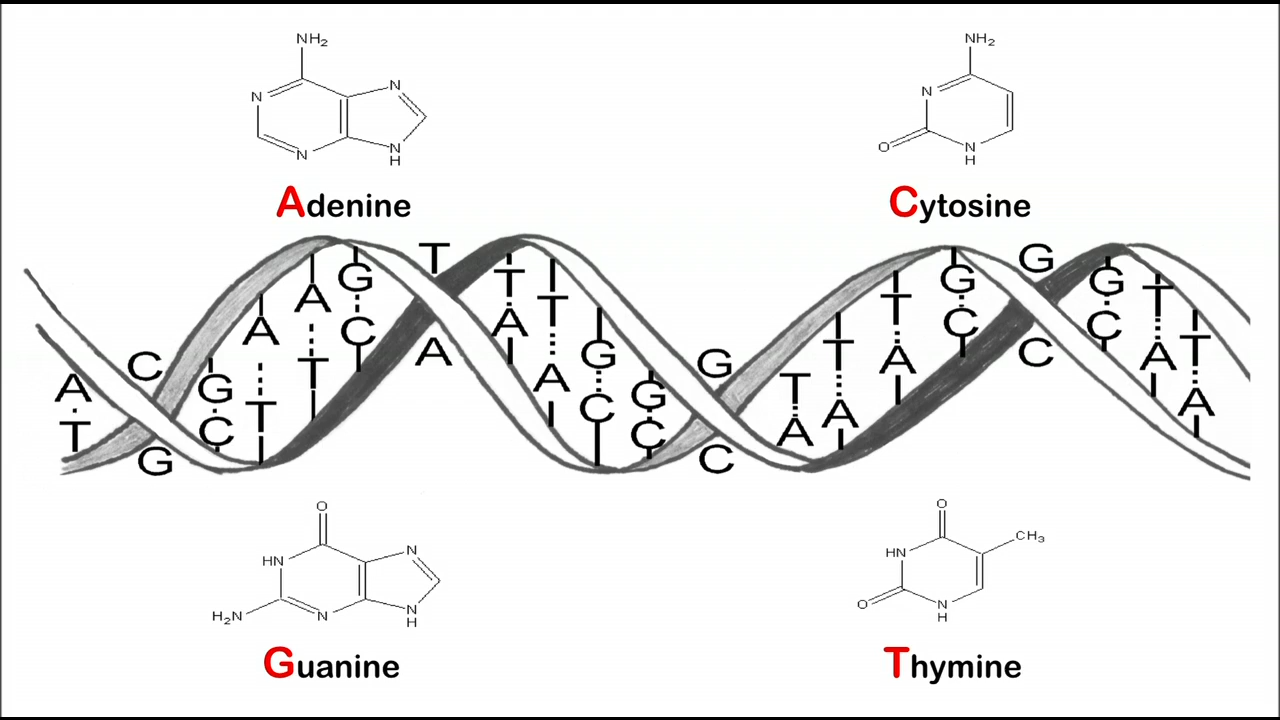 NH₂
N
N
N
N
H
Adenine
NH₂
N
O
N
H
Cytosine
A C G A A G T T T G G G T T T G G G T T
T G C T T C A A A C C C A A A C C C A A
O
HN
N
H₂N
N
N
H
Guanine
O
CH₃
HN
O
N
H
Thymine